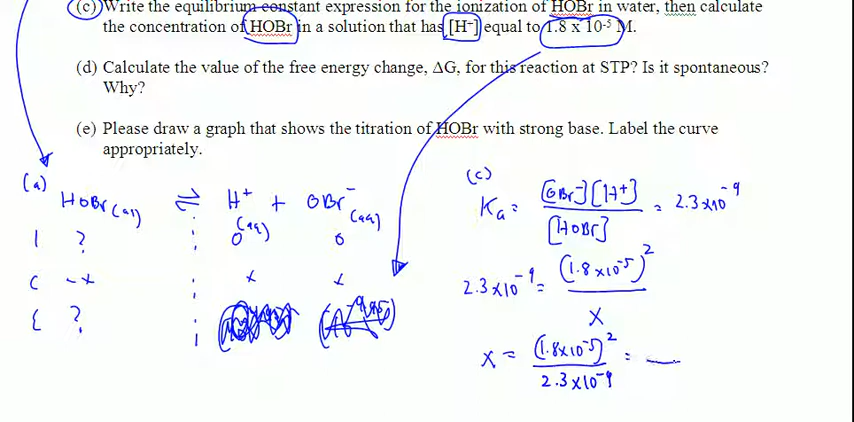 (c) Write the equilibrium constant expression for the ionization of HOBr in water, then calculate
the concentration of HOBr in a solution that has [H⁺] equal to 1.8 x 10⁻⁵ M.
(d) Calculate the value of the free energy change, ΔG, for this reaction at STP? Is it spontaneous?
Why?
(e) Please draw a graph that shows the titration of HOBr with strong base. Label the curve
appropriately.
(a)
HOBr(aq) ⇌ H⁺(aq) + OBr⁻(aq)
I ? 0 0
C -x x x
E ?
(c)
Ka = [OBr⁻][H⁺] / [HOBr] = 2.3x10⁻⁹
2.3x10⁻⁹ = (1.8x10⁻⁵)² / x
x = (1.8x10⁻⁵)² / 2.3x10⁻⁹ = __